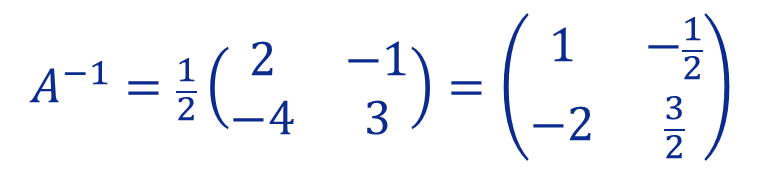 A⁻¹ = 1/2 (2 −1; −4 3) = (1 −1/2; −2 3/2)